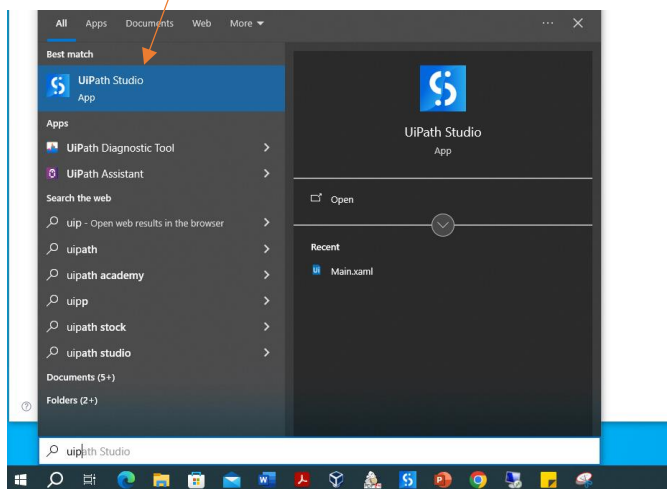 All Apps Documents Web More
Best match
UiPath Studio
App
Apps
UiPath Diagnostic Tool
UiPath Assistant
Search the web
uip - Open web results in the browser
uipath
uipath academy
uipp
uipath stock
uipath studio
Documents (5+)
Folders (2+)
UiPath Studio
App
Open
Recent
Ui Main.xaml
uipath Studio